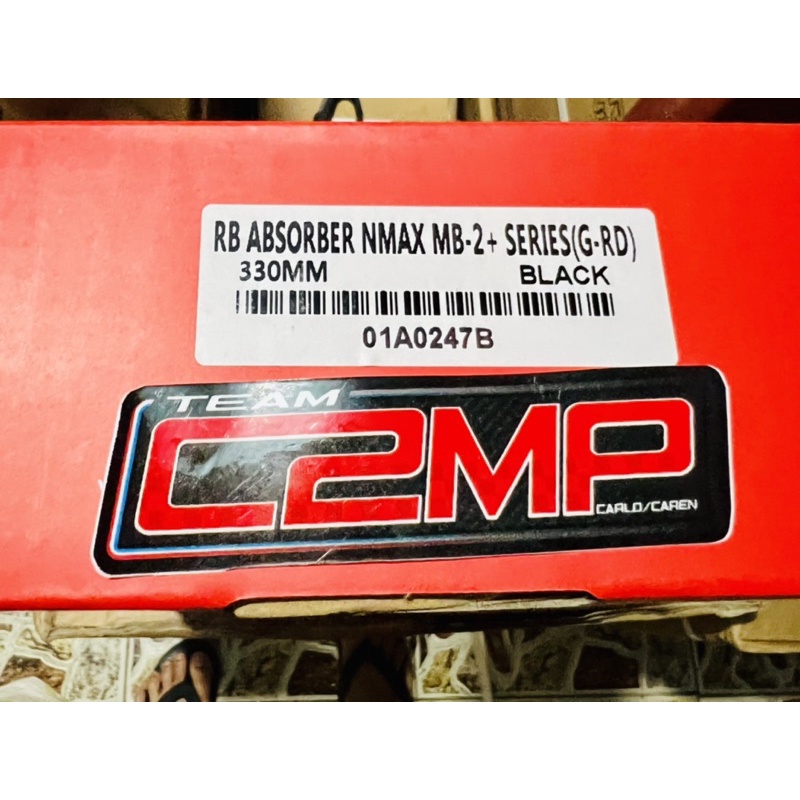 RB ABSORBER NMAX MB-2+ SERIES(G-RD)
330MM BLACK
01A0247B
TEAM
C2MP
CARLO/CAREN